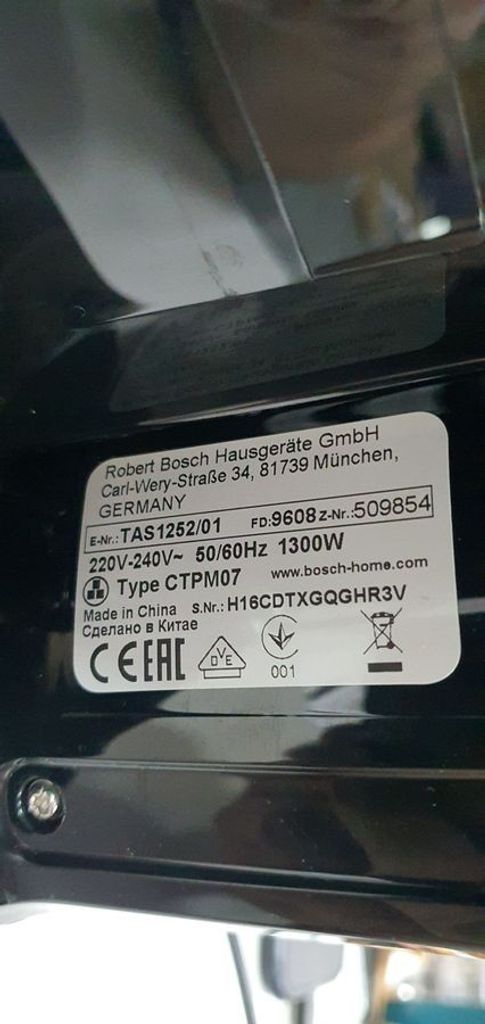 Robert Bosch Hausgeräte GmbH
Carl-Wery-Straße 34, 81739 München,
GERMANY
E-Nr.: TAS1252/01 FD:9608 Z-Nr.:509854
220V-240V~ 50/60Hz 1300W
Type CTPM07 www.bosch-home.com
Made in China S.Nr.: H16CDTXGQGHR3V
Сделано в Китае
CE EAC DVE
001